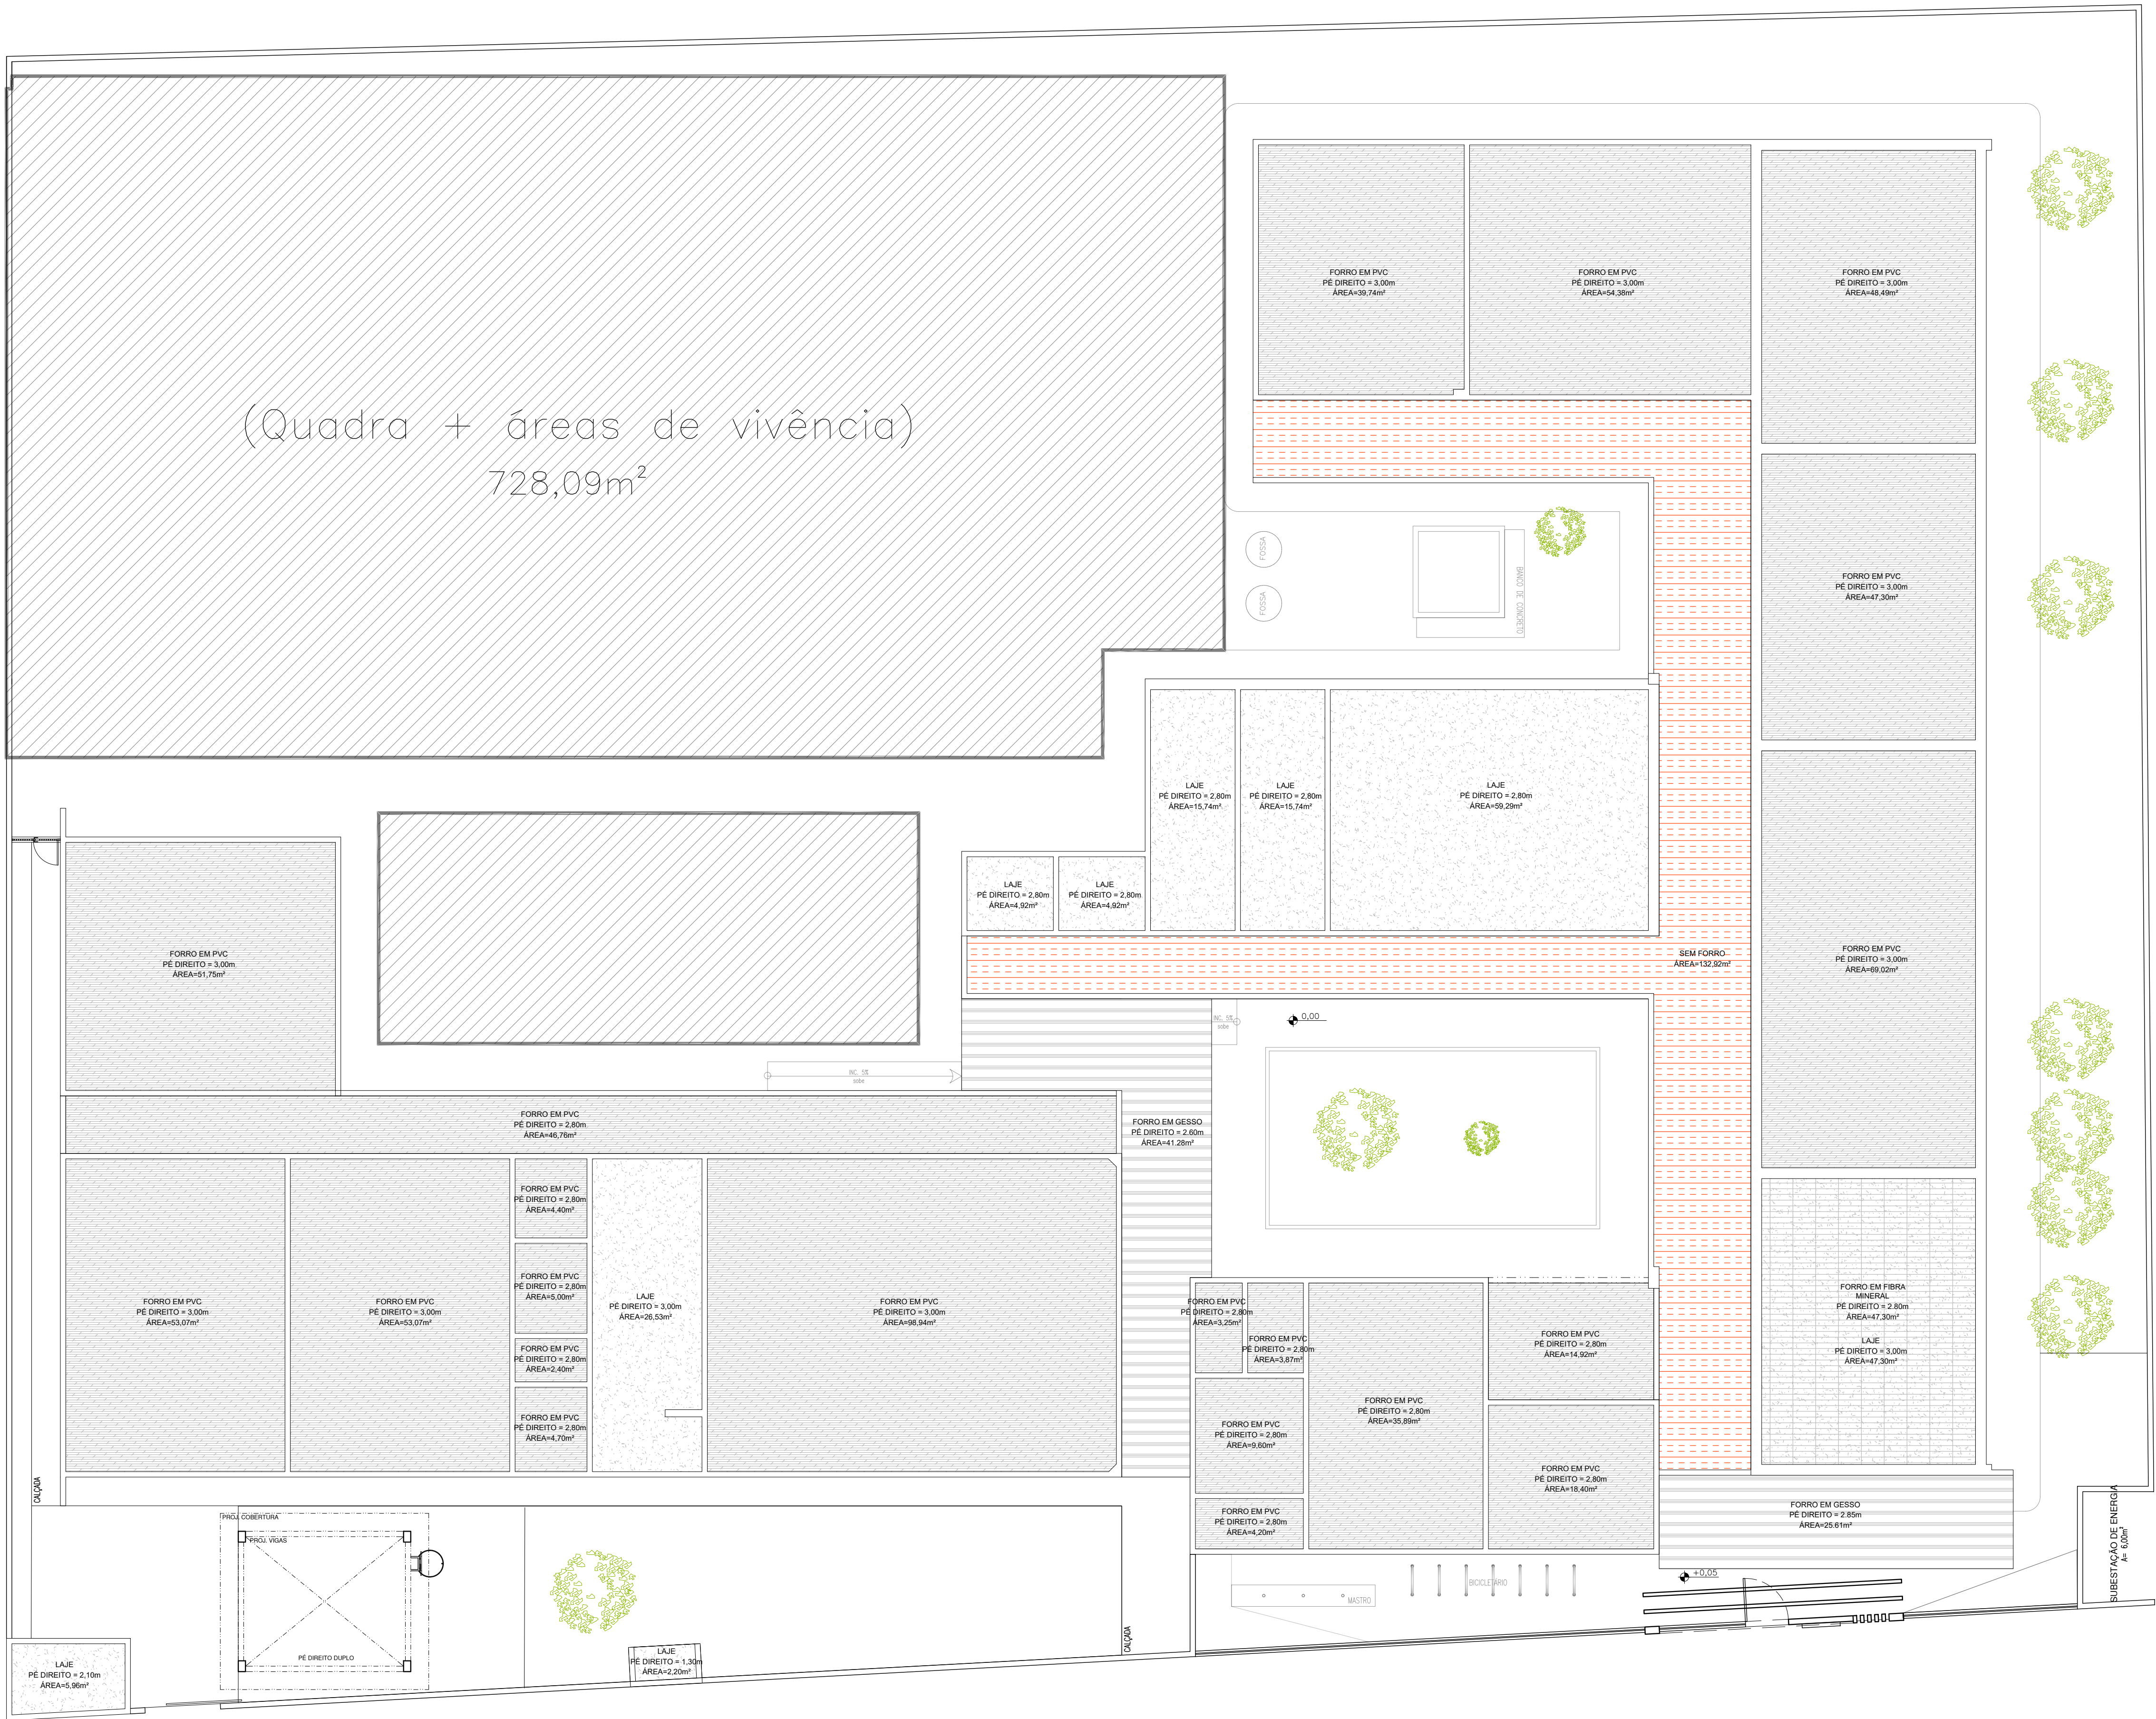 FORRO EM PVC
PÉ DIREITO = 3,00m
ÁREA=39,74m²
FORRO EM PVC
PÉ DIREITO = 3,00m
ÁREA=54,38m²
FORRO EM PVC
PÉ DIREITO = 3,00m
ÁREA=48,49m²
(Quadra + áreas de vivência)
728,09m²
FOSSA
FOSSA
BANCO DE CONCRETO
FORRO EM PVC
PÉ DIREITO = 3,00m
ÁREA=47,30m²
LAJE
PÉ DIREITO = 2,80m
ÁREA=15,74m²
LAJE
PÉ DIREITO = 2,80m
ÁREA=15,74m²
LAJE
PÉ DIREITO = 2,80m
ÁREA=59,29m²
LAJE
PÉ DIREITO = 2,80m
ÁREA=4,92m²
LAJE
PÉ DIREITO = 2,80m
ÁREA=4,92m²
FORRO EM PVC
PÉ DIREITO = 3,00m
ÁREA=51,75m²
SEM FORRO
ÁREA=132,92m²
FORRO EM PVC
PÉ DIREITO = 3,00m
ÁREA=69,02m²
INC. 5%
sobe
0,00
INC. 5%
sobe
FORRO EM PVC
PÉ DIREITO = 2,80m
ÁREA=46,76m²
FORRO EM GESSO
PÉ DIREITO = 2.60m
ÁREA=41.28m²
FORRO EM PVC
PÉ DIREITO = 3,00m
ÁREA=53,07m²
FORRO EM PVC
PÉ DIREITO = 3,00m
ÁREA=53,07m²
FORRO EM PVC
PÉ DIREITO = 2,80m
ÁREA=4,40m²
FORRO EM PVC
PÉ DIREITO = 2,80m
ÁREA=5,00m²
FORRO EM PVC
PÉ DIREITO = 2,80m
ÁREA=2,40m²
FORRO EM PVC
PÉ DIREITO = 2,80m
ÁREA=4,70m²
LAJE
PÉ DIREITO = 3,00m
ÁREA=26,53m²
FORRO EM PVC
PÉ DIREITO = 3,00m
ÁREA=98,94m²
FORRO EM PVC
PÉ DIREITO = 2,80m
ÁREA=3,25m²
FORRO EM PVC
PÉ DIREITO = 2,80m
ÁREA=3,87m²
FORRO EM PVC
PÉ DIREITO = 2,80m
ÁREA=9,60m²
FORRO EM PVC
PÉ DIREITO = 2,80m
ÁREA=4,20m²
FORRO EM PVC
PÉ DIREITO = 2,80m
ÁREA=35,89m²
FORRO EM PVC
PÉ DIREITO = 2,80m
ÁREA=14,92m²
FORRO EM PVC
PÉ DIREITO = 2,80m
ÁREA=18,40m²
FORRO EM FIBRA
MINERAL
PÉ DIREITO = 2.80m
ÁREA=47,30m²
LAJE
PÉ DIREITO = 3,00m
ÁREA=47,30m²
FORRO EM GESSO
PÉ DIREITO = 2.85m
ÁREA=25.61m²
CALÇADA
PROJ. COBERTURA
PROJ. VIGAS
PÉ DIREITO DUPLO
LAJE
PÉ DIREITO = 2,10m
ÁREA=5,96m²
LAJE
PÉ DIREITO = 1,30m
ÁREA=2,20m²
CALÇADA
MASTRO
BICICLETÁRIO
+0,05
SUBESTAÇÃO DE ENERGIA
A= 6,00m²